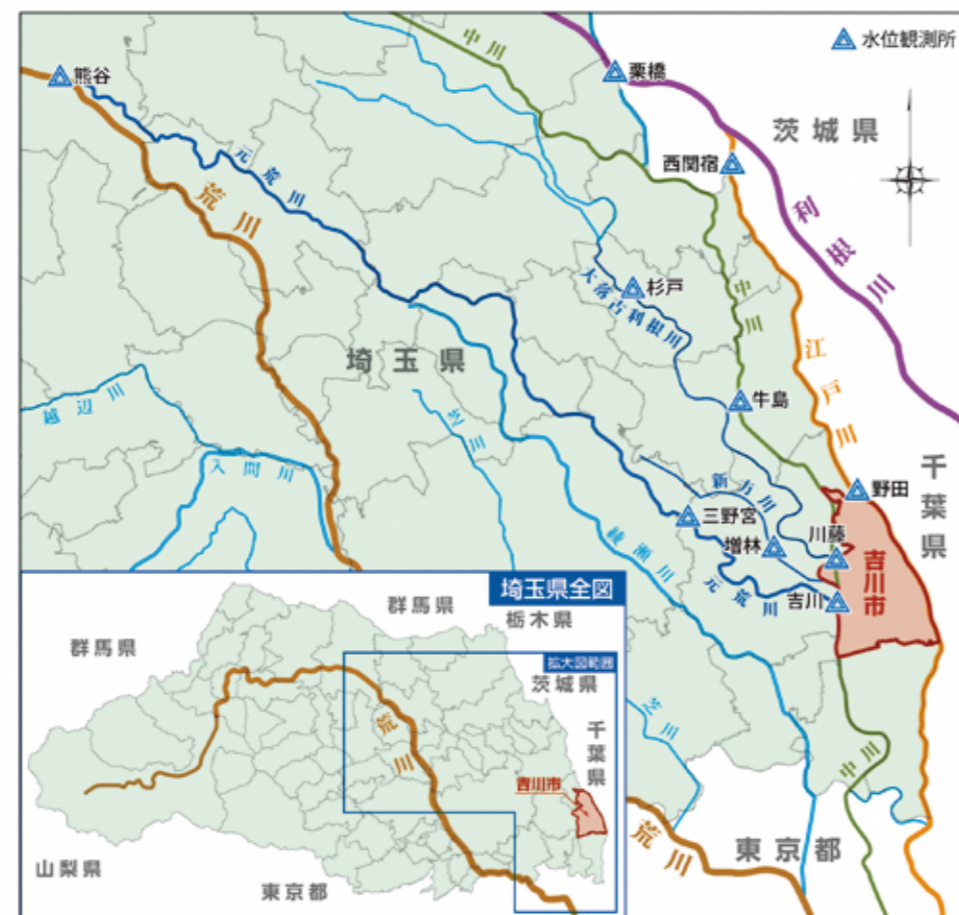 水位観測所
中川
栗橋
熊谷
茨城県
西関宿
元荒川
荒川
利根川
大落古利根川
杉戸
中川
江戸川
埼玉県
牛島
越辺川
芝川
入間川
千葉県
野田
新方川
三野宮
増林
川藤
綾瀬川
元荒川
吉川
吉川市
埼玉県全図
群馬県
栃木県
群馬県
拡大図範囲
茨城県
荒川
千葉県
吉川市
芝川
中川
荒川
東京都
山梨県
東京都